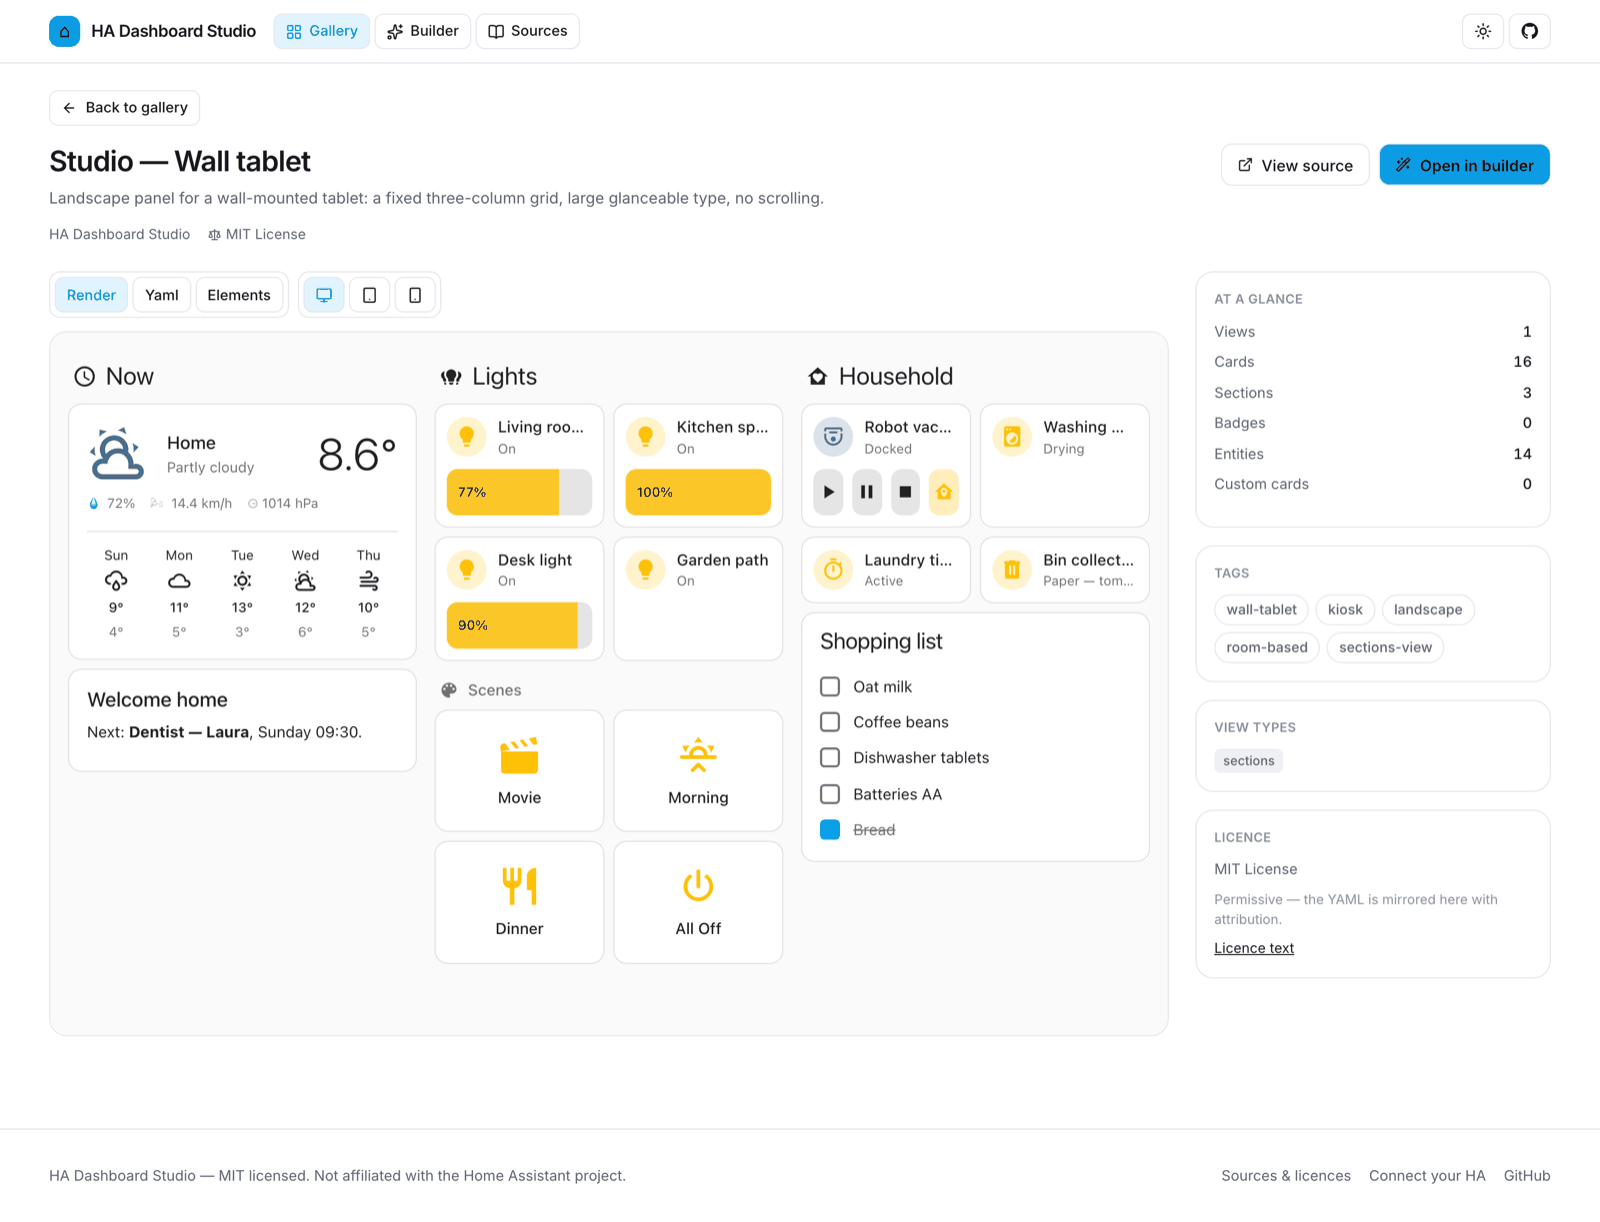 HA Dashboard Studio
Gallery
Builder
Sources
Back to gallery
Studio — Wall tablet
View source
Open in builder
Landscape panel for a wall-mounted tablet: a fixed three-column grid, large glanceable type, no scrolling.
HA Dashboard Studio
MIT License
Render
Yaml
Elements
Now
Home
Partly cloudy
8.6°
72%
14.4 km/h
1014 hPa
Sun Mon Tue Wed Thu
9° 11° 13° 12° 10°
4° 5° 3° 6° 5°
Welcome home
Next: Dentist — Laura, Sunday 09:30.
Lights
Living roo...
On
77%
Kitchen sp...
On
100%
Desk light
On
90%
Garden path
On
Scenes
Movie
Morning
Dinner
All Off
Household
Robot vac...
Docked
Washing ...
Drying
Laundry ti...
Active
Bin collect...
Paper — tom...
Shopping list
Oat milk
Coffee beans
Dishwasher tablets
Batteries AA
Bread
AT A GLANCE
Views 1
Cards 16
Sections 3
Badges 0
Entities 14
Custom cards 0
TAGS
wall-tablet kiosk landscape
room-based sections-view
VIEW TYPES
sections
LICENCE
MIT License
Permissive — the YAML is mirrored here with
attribution.
Licence text
HA Dashboard Studio — MIT licensed. Not affiliated with the Home Assistant project.
Sources & licences
Connect your HA
GitHub